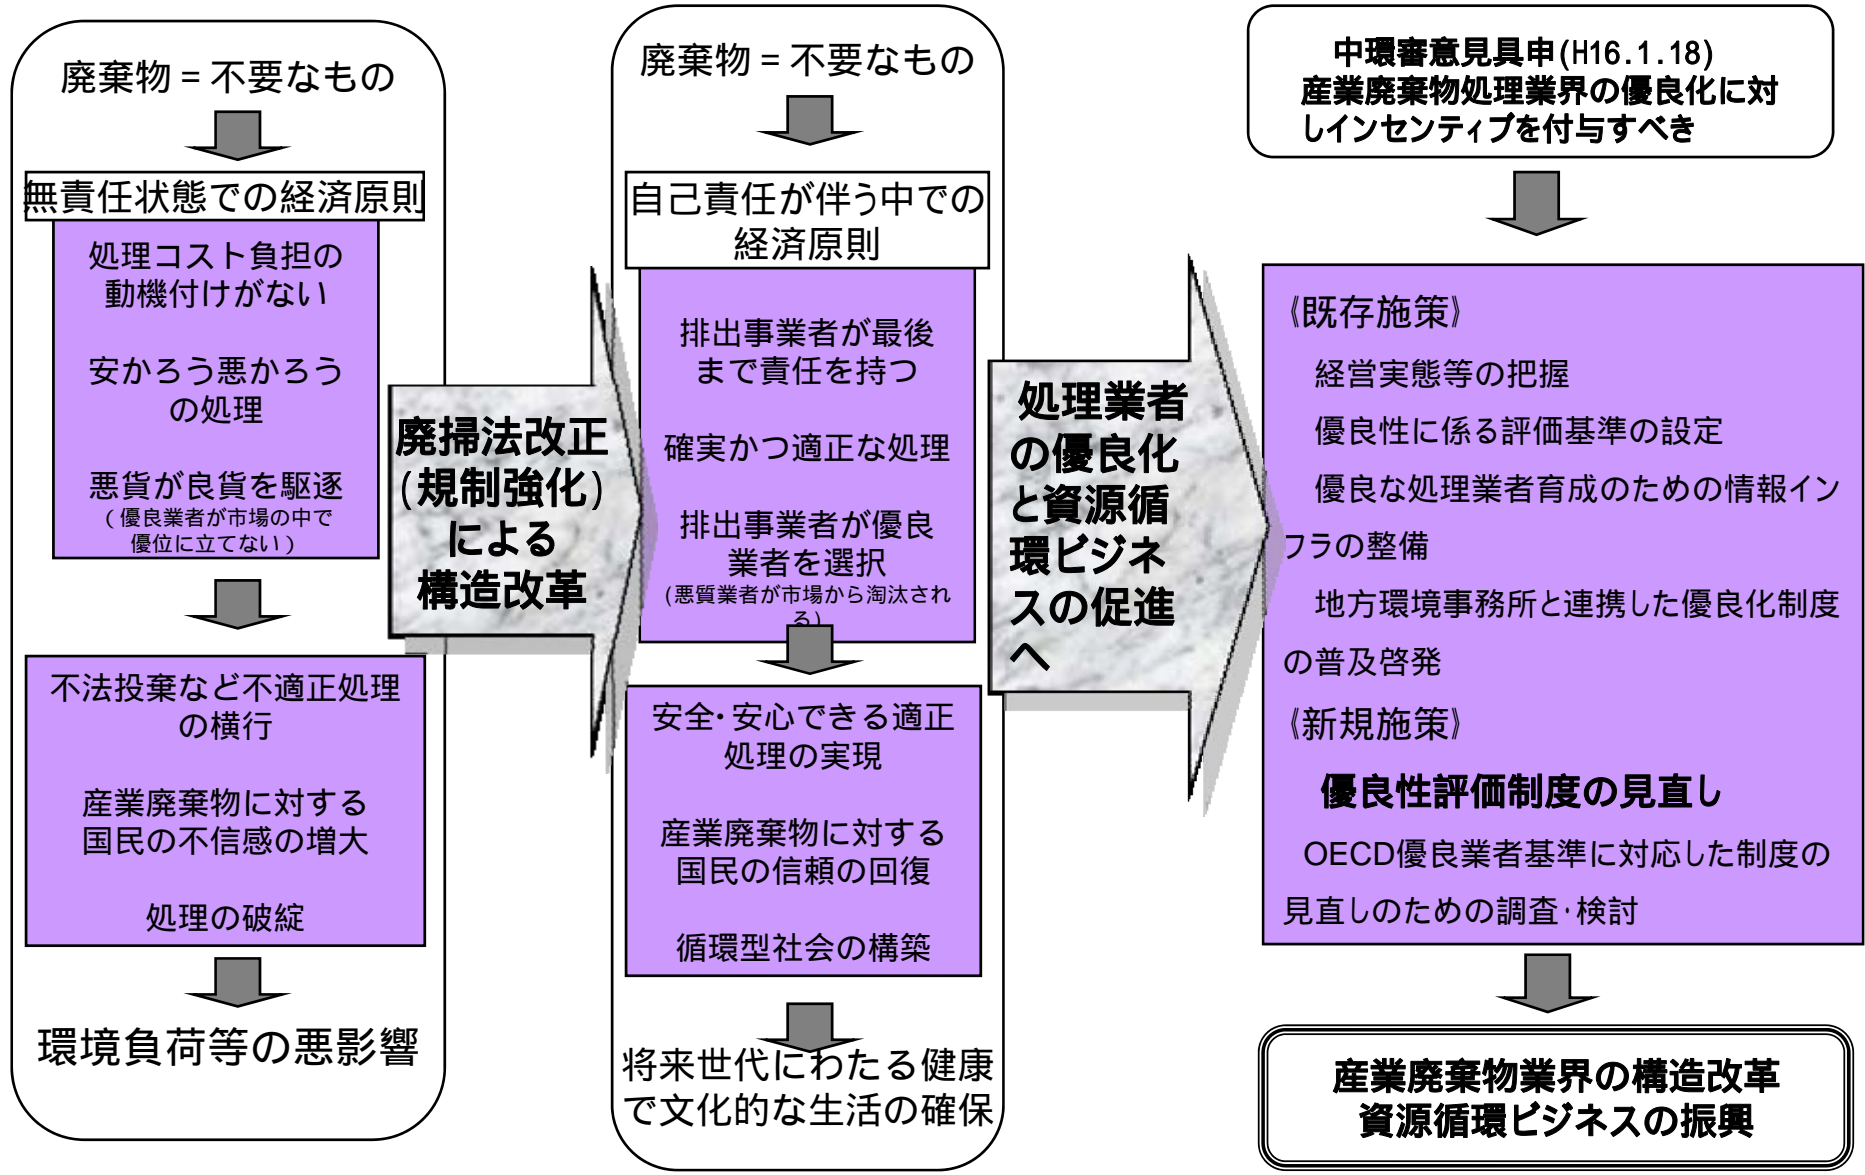 廃棄物=不要なもの
無責任状態での経済原則
処理コスト負担の
動機付けがない
安かろう悪かろう
の処理
悪貨が良貨を駆逐
(優良業者が市場の中で
優位に立てない)
不法投棄など不適正処理
の横行
産業廃棄物に対する
国民の不信感の増大
処理の破綻
環境負荷等の悪影響
廃掃法改正
(規制強化)
による
構造改革
廃棄物=不要なもの
自己責任が伴う中での
経済原則
排出事業者が最後
まで責任を持つ
確実かつ適正な処理
排出事業者が優良
業者を選択
(悪質業者が市場から淘汰され
る)
安全・安心できる適正
処理の実現
産業廃棄物に対する
国民の信頼の回復
循環型社会の構築
将来世代にわたる健康
で文化的な生活の確保
処理業者
の優良化
と資源循
環ビジネ
スの促進
へ
中環審意見具申(H16.1.18)
産業廃棄物処理業界の優良化に対
しインセンティブを付与すべき
《既存施策》
経営実態等の把握
優良性に係る評価基準の設定
優良な処理業者育成のための情報イン
フラの整備
地方環境事務所と連携した優良化制度
の普及啓発
《新規施策》
優良性評価制度の見直し
OECD優良業者基準に対応した制度の
見直しのための調査・検討
産業廃棄物業界の構造改革
資源循環ビジネスの振興